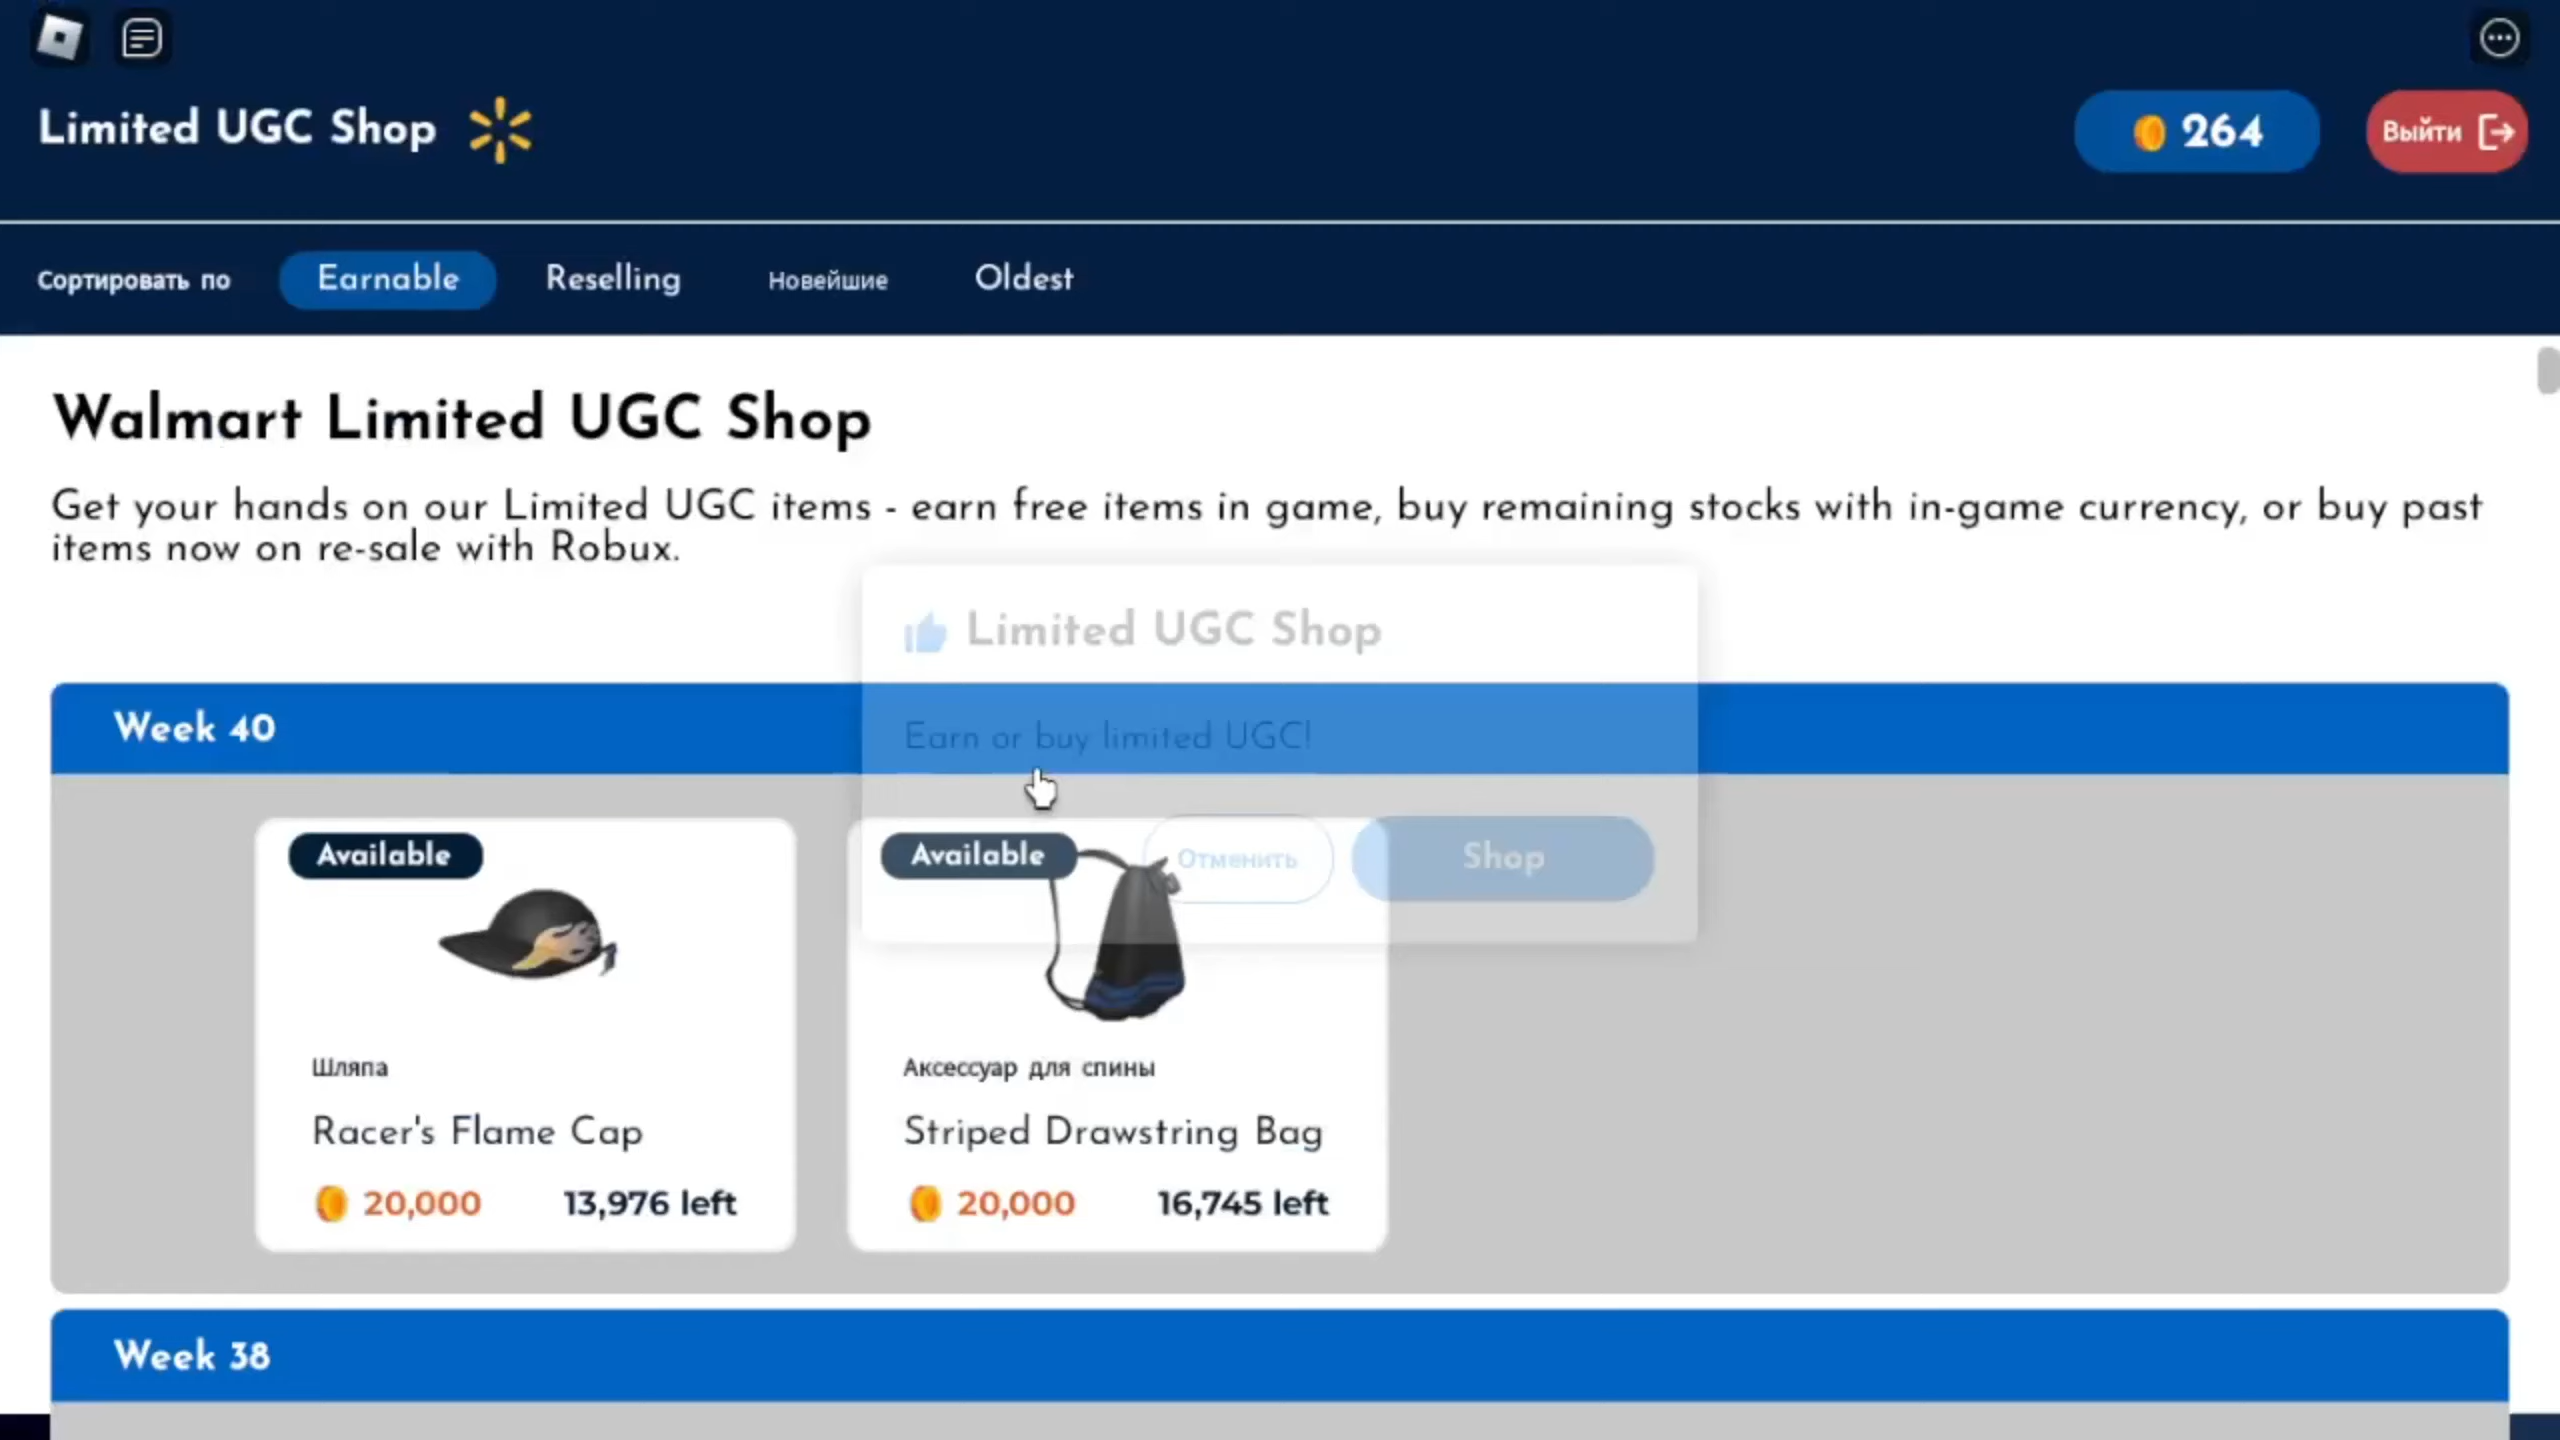 Limited UGC Shop
264
Выйти
Сортировать по Earnable Reselling Новейшие Oldest
Walmart Limited UGC Shop
Get your hands on our Limited UGC items - earn free items in game, buy remaining stocks with in-game currency, or buy past
items now on re-sale with Robux.
Limited UGC Shop
Earn or buy limited UGC!
Отменить Shop
Week 40
Available
Шляпа
Racer's Flame Cap
20,000 13,976 left
Available
Аксессуар для спины
Striped Drawstring Bag
20,000 16,745 left
Week 38